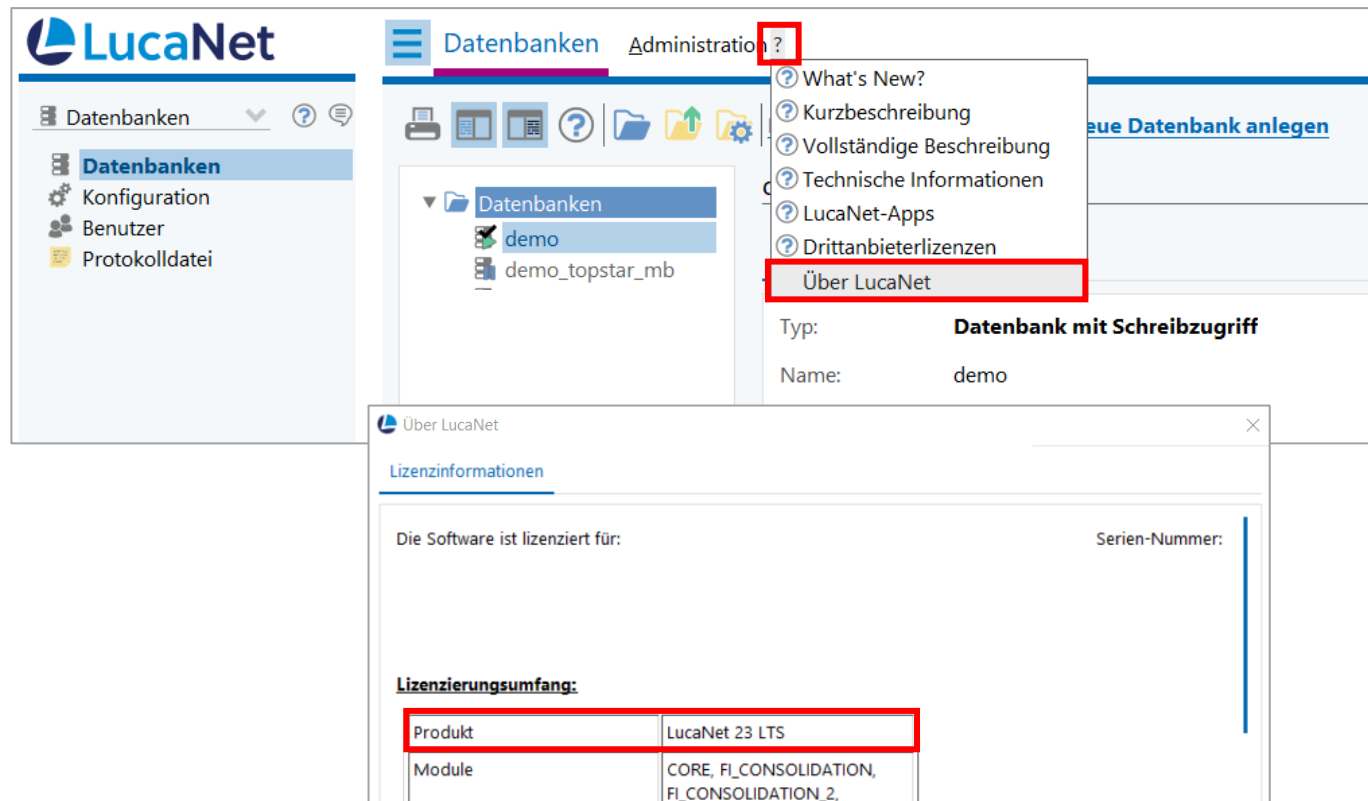 LucaNet
Datenbanken
Datenbanken
Konfiguration
Benutzer
Protokolldatei
Datenbanken Administration ?
What's New?
Kurzbeschreibung
Vollständige Beschreibung
Technische Informationen
LucaNet-Apps
Drittanbieterlizenzen
Über LucaNet
eue Datenbank anlegen
Datenbanken
demo
demo_topstar_mb
Typ: Datenbank mit Schreibzugriff
Name: demo
Über LucaNet
Lizenzinformationen
Die Software ist lizenziert für: Serien-Nummer:
Lizenzierungsumfang:
Produkt LucaNet 23 LTS
Module CORE, FI_CONSOLIDATION,
FI_CONSOLIDATION_2,